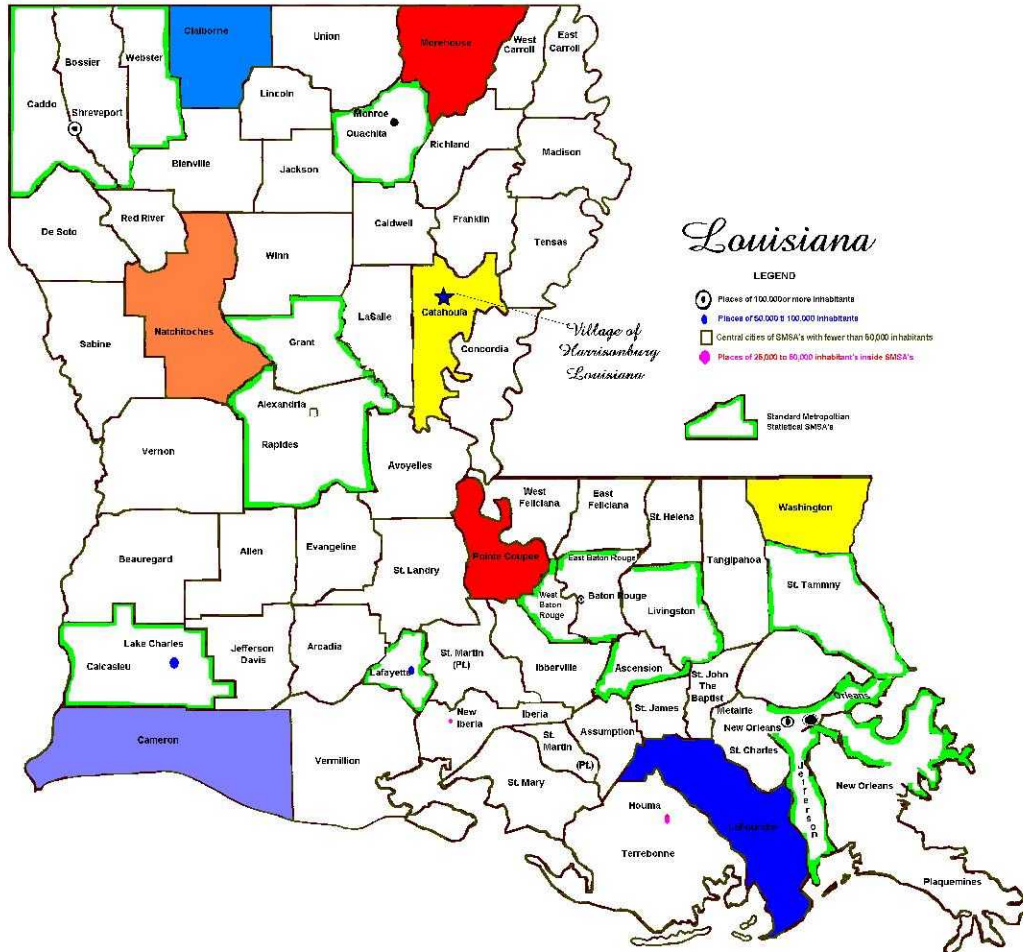 Claiborne
Union
Morehouse
West
Carroll
East
Carroll
Bossier
Webster
Caddo
Shreveport
Lincoln
Monroe
Ouachita
Richland
Madison
Bienville
Jackson
Red River
De Soto
Caldwell
Franklin
Tensas
Winn
Louisiana
LEGEND
Places of 100,000 or more inhabitants
Places of 50,000 ti 100,000 inhabitants
Central cities of SMSA's with fewer than 50,000 inhabitants
Places of 25,000 to 50,000 inhabitant's inside SMSA's
Standard Metropoltian
Statistical SMSA's
Natchitoches
Sabine
Grant
LaSalle
Catahoula
Concordia
Village of
Harrisonburg
Louisiana
Alexandria
Rapides
Vernon
Avoyelles
West
Feliciana
East
Feliciana
St. Helena
Washington
Tangipahoa
Beauregard
Allen
Evangeline
St. Landry
Pointe Coupee
East Baton Rouge
West
Baton
Rouge
Baton Rouge
Livingston
St. Tammny
Lake Charles
Calcasieu
Jefferson
Davis
Arcadia
Lafayette
St. Martin
(Pt.)
Ibberville
Ascension
St. John
The
Baptist
Orleans
Cameron
Vermillion
New
Iberia
Iberia
St.
Martin
(Pt.)
Assumption
St. James
Metairie
New Orleans
St. Charles
Jefrerson
New Orleans
St. Mary
Houma
Terrebonne
Plaquemines